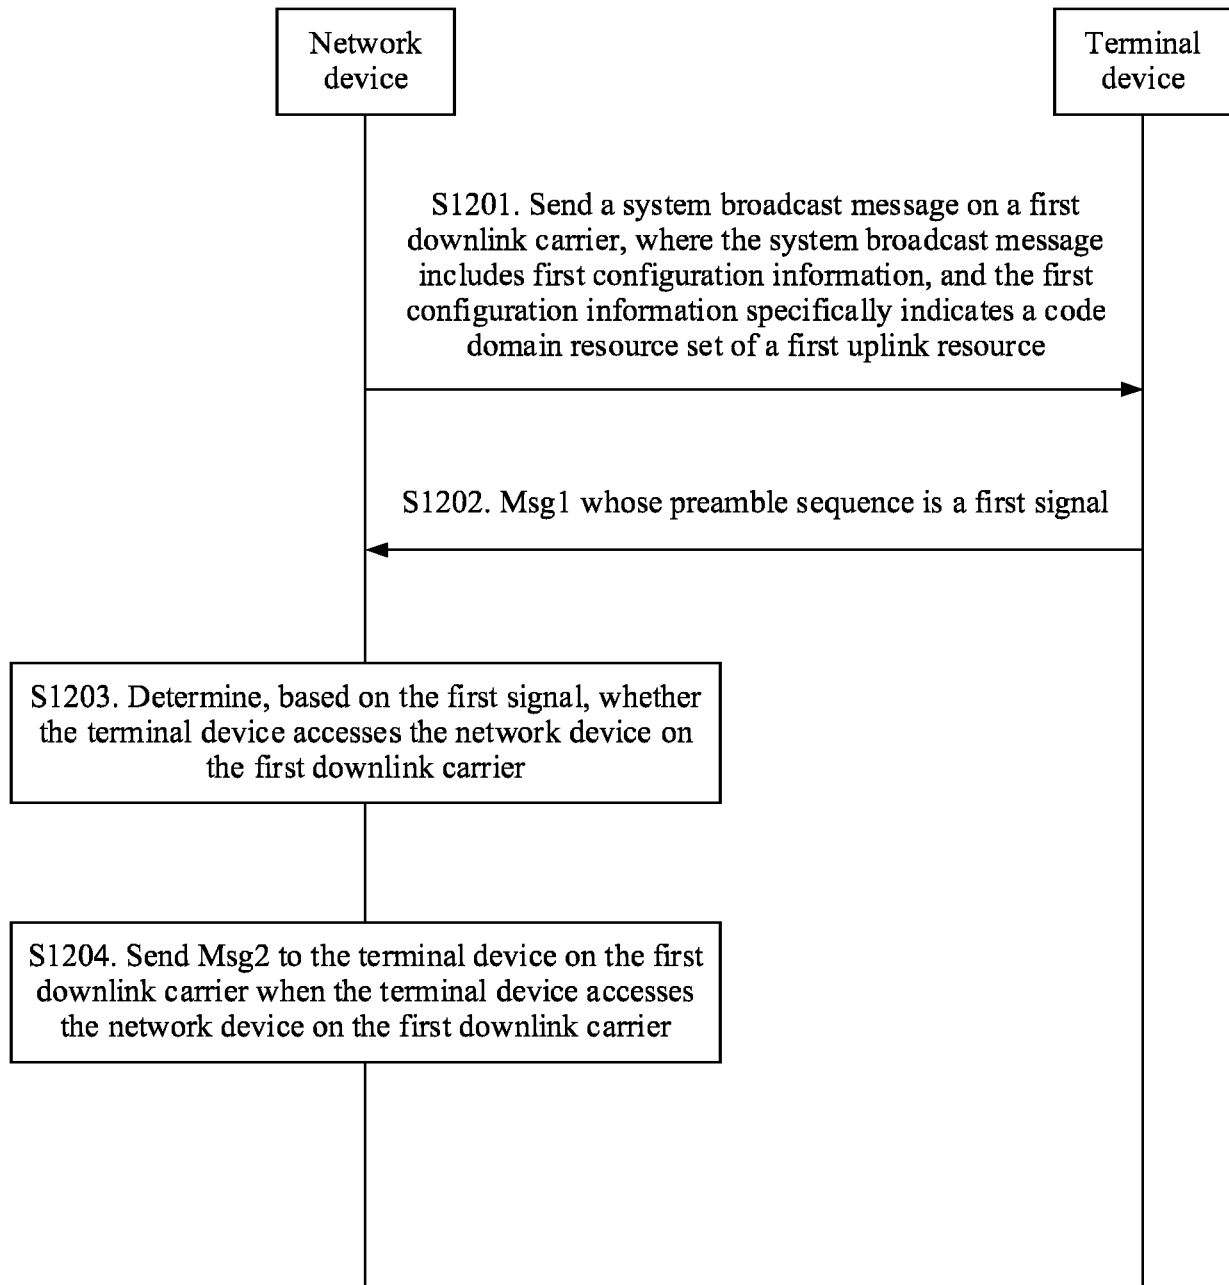 Network
device
Terminal
device
S1201. Send a system broadcast message on a first
downlink carrier, where the system broadcast message
includes first configuration information, and the first
configuration information specifically indicates a code
domain resource set of a first uplink resource
S1202. Msg1 whose preamble sequence is a first signal
S1203. Determine, based on the first signal, whether
the terminal device accesses the network device on
the first downlink carrier
S1204. Send Msg2 to the terminal device on the first
downlink carrier when the terminal device accesses
the network device on the first downlink carrier